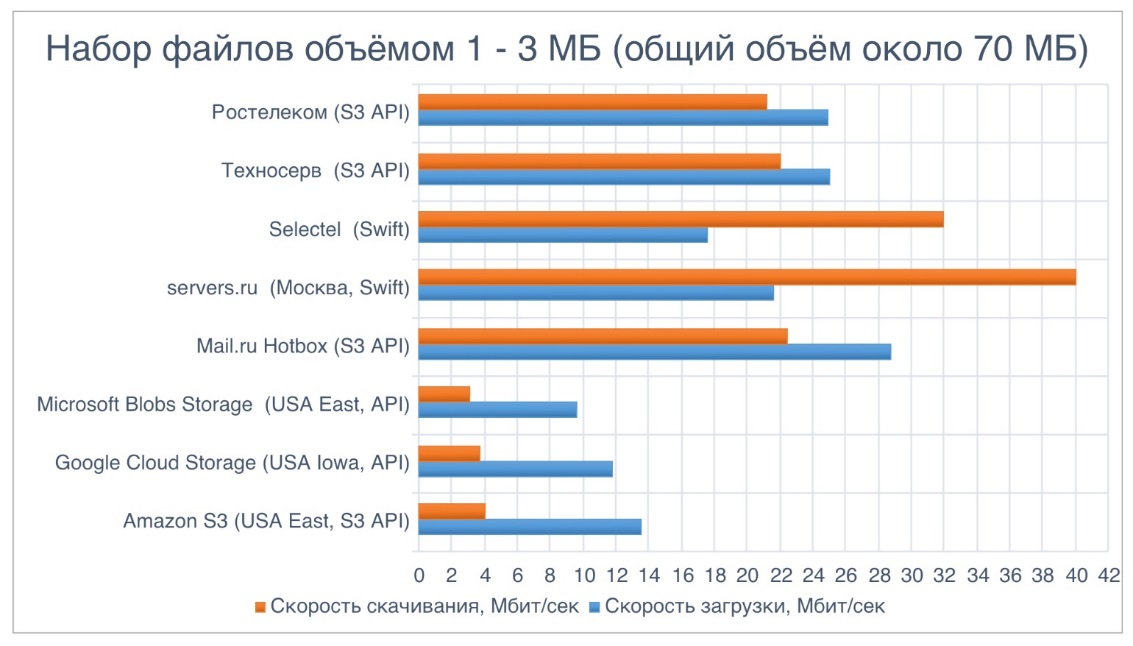 Набор файлов объёмом 1 - 3 МБ (общий объём около 70 МБ)
Ростелеком (S3 API)
Техносерв (S3 API)
Selectel (Swift)
servers.ru (Москва, Swift)
Mail.ru Hotbox (S3 API)
Microsoft Blobs Storage (USA East, API)
Google Cloud Storage (USA Iowa, API)
Amazon S3 (USA East, S3 API)
0 2 4 6 8 10 12 14 16 18 20 22 24 26 28 30 32 34 36 38 40 42
Скорость скачивания, Мбит/сек Скорость загрузки, Мбит/сек